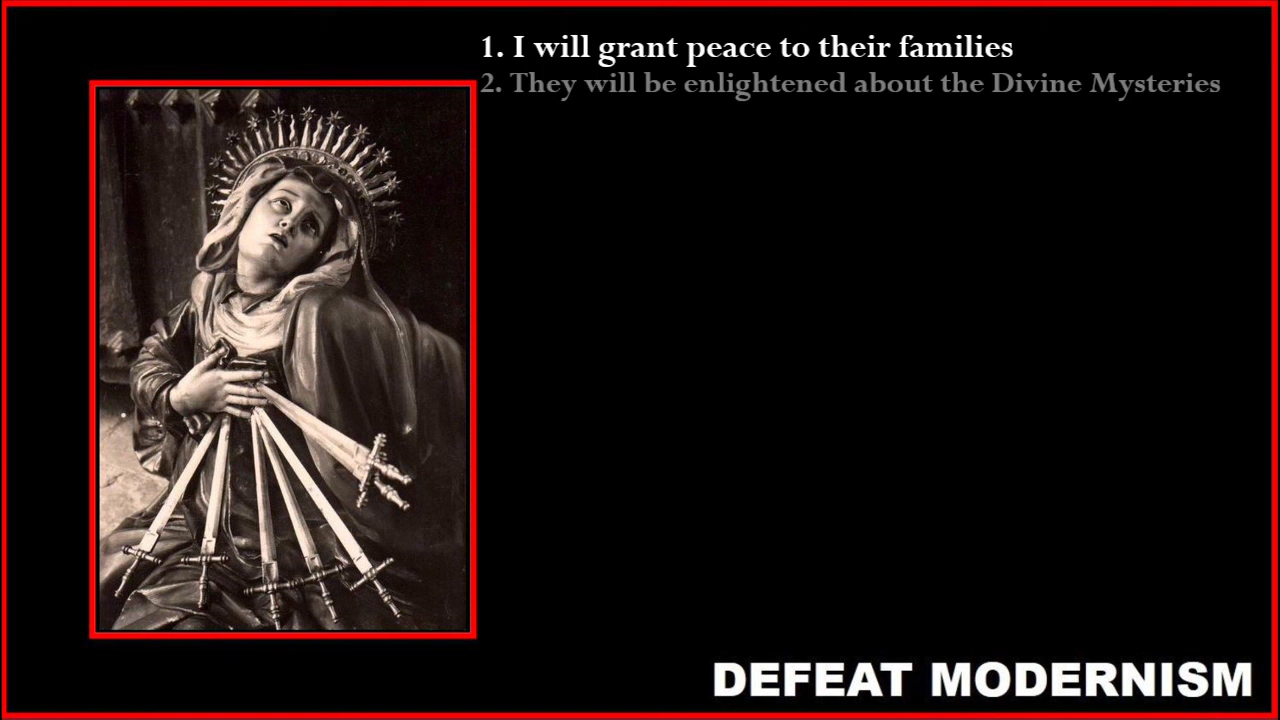 1. I will grant peace to their families
2. They will be enlightened about the Divine Mysteries
DEFEAT MODERNISM